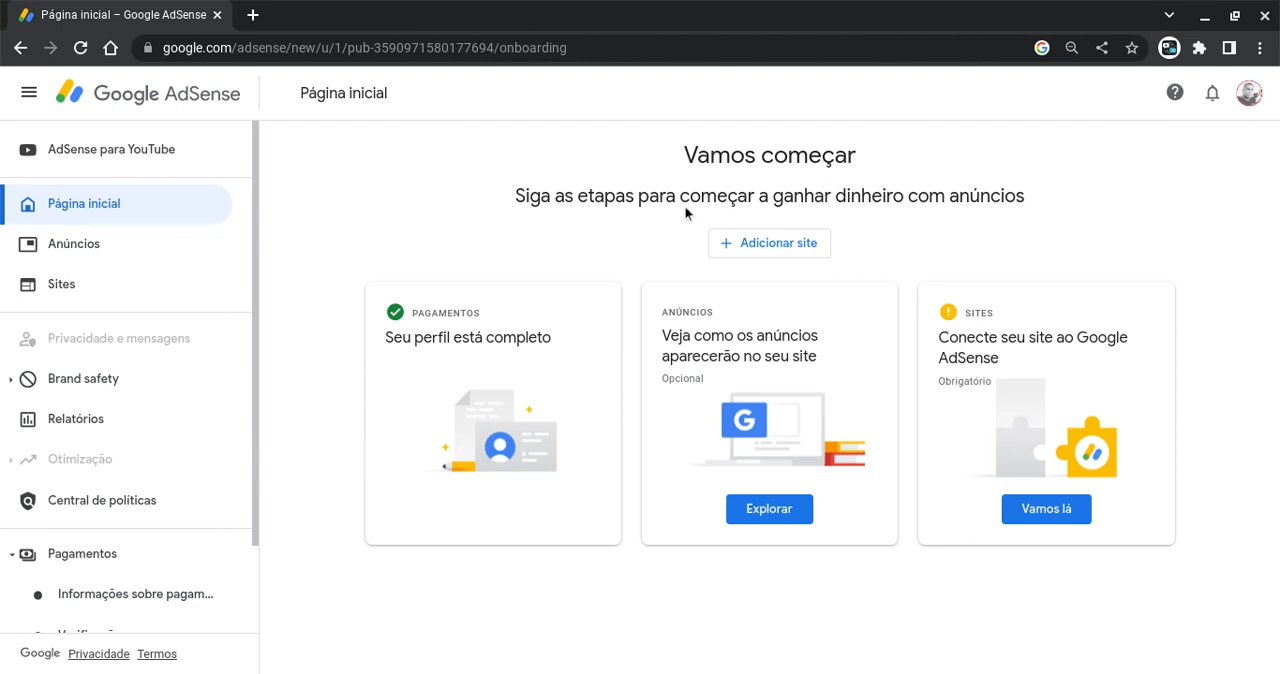 Página inicial – Google AdSense
google.com/adsense/new/u/1/pub-3590971580177694/onboarding
Google AdSense
Página inicial
AdSense para YouTube
Página inicial
Anúncios
Sites
Privacidade e mensagens
Brand safety
Relatórios
Otimização
Central de políticas
Pagamentos
Informações sobre pagam...
Google Privacidade Termos
Vamos começar
Siga as etapas para começar a ganhar dinheiro com anúncios
+ Adicionar site
PAGAMENTOS
Seu perfil está completo
ANÚNCIOS
Veja como os anúncios
aparecerão no seu site
Opcional
G
Explorar
SITES
Conecte seu site ao Google
AdSense
Obrigatório
Vamos lá